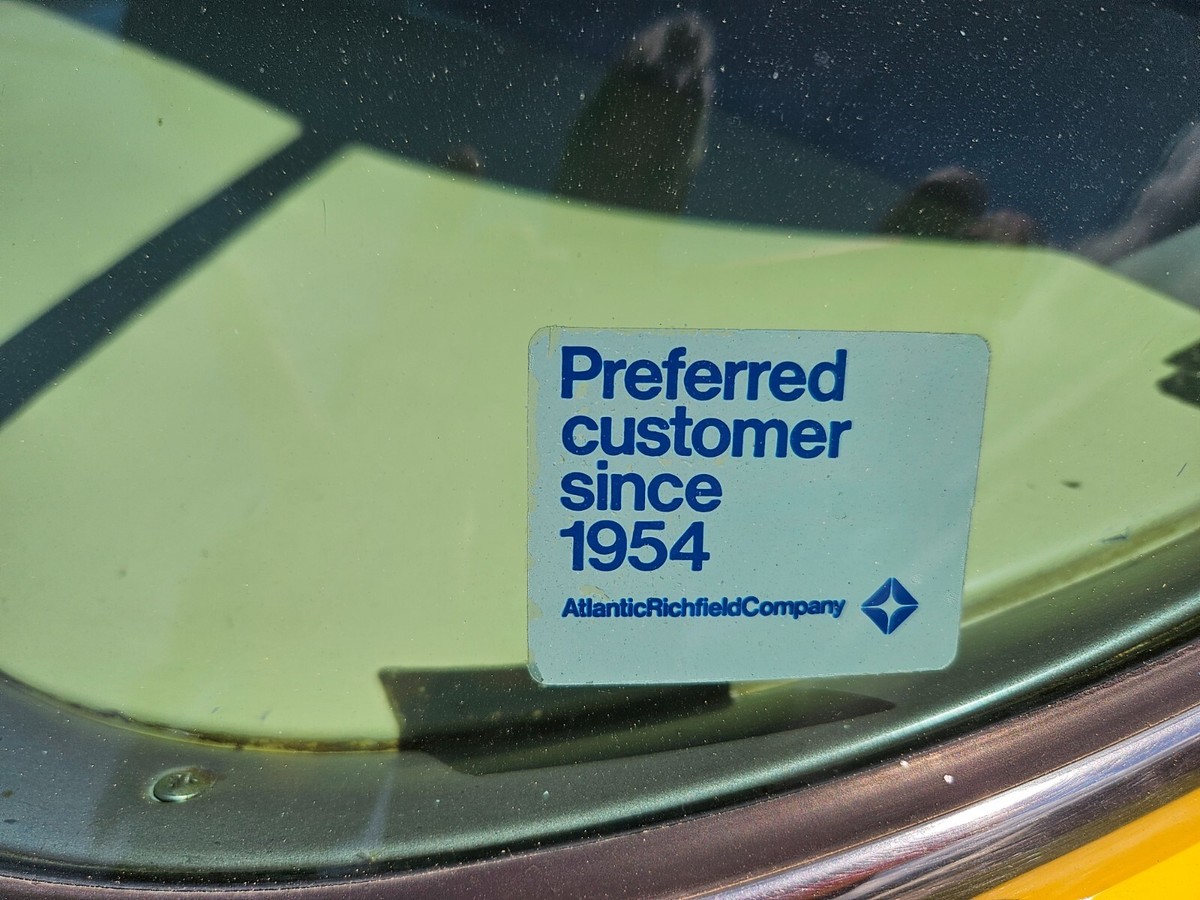 Preferred
customer
since
1954
AtlanticRichfieldCompany